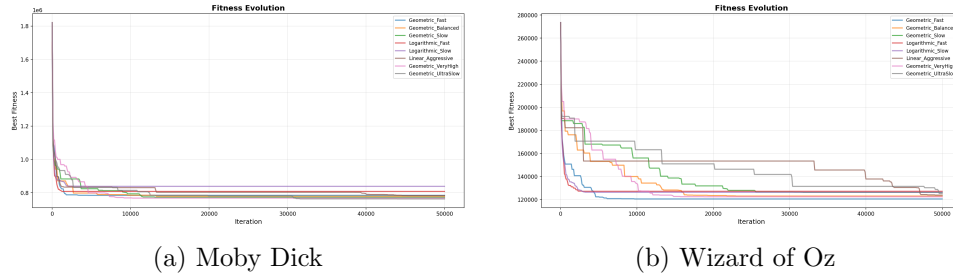 Fitness Evolution
1e6
Best Fitness
1.8
1.6
1.4
1.2
1.0
0.8
0
10000
20000
30000
40000
50000
Iteration
Geometric_Fast
Geometric_Balanced
Geometric_Slow
Logarithmic_Fast
Logarithmic_Slow
Linear_Aggressive
Geometric_VeryHigh
Geometric_UltraSlow
(a) Moby Dick
Fitness Evolution
Best Fitness
280000
260000
240000
220000
200000
180000
160000
140000
120000
0
10000
20000
30000
40000
50000
Iteration
Geometric_Fast
Geometric_Balanced
Geometric_Slow
Logarithmic_Fast
Logarithmic_Slow
Linear_Aggressive
Geometric_VeryHigh
Geometric_UltraSlow
(b) Wizard of Oz